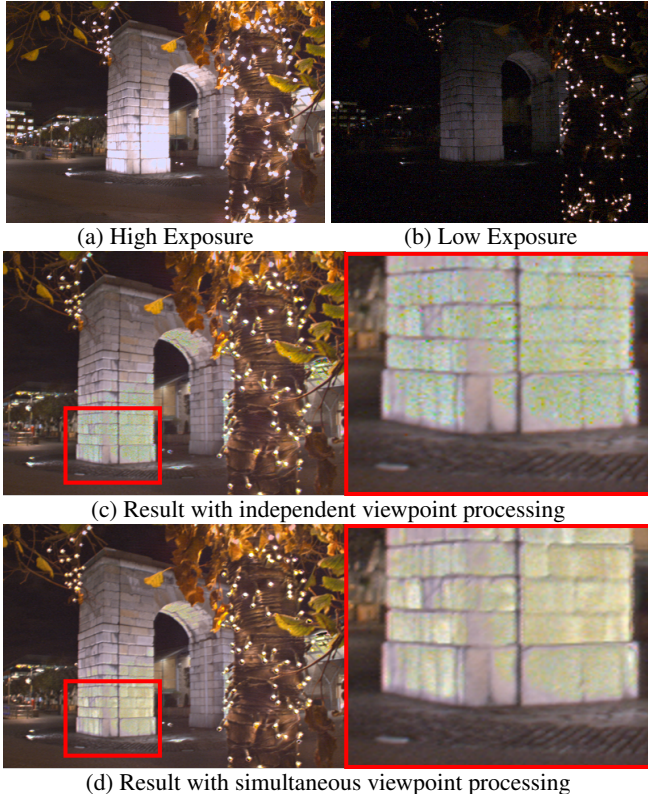 (a) High Exposure
(b) Low Exposure
(c) Result with independent viewpoint processing
(d) Result with simultaneous viewpoint processing